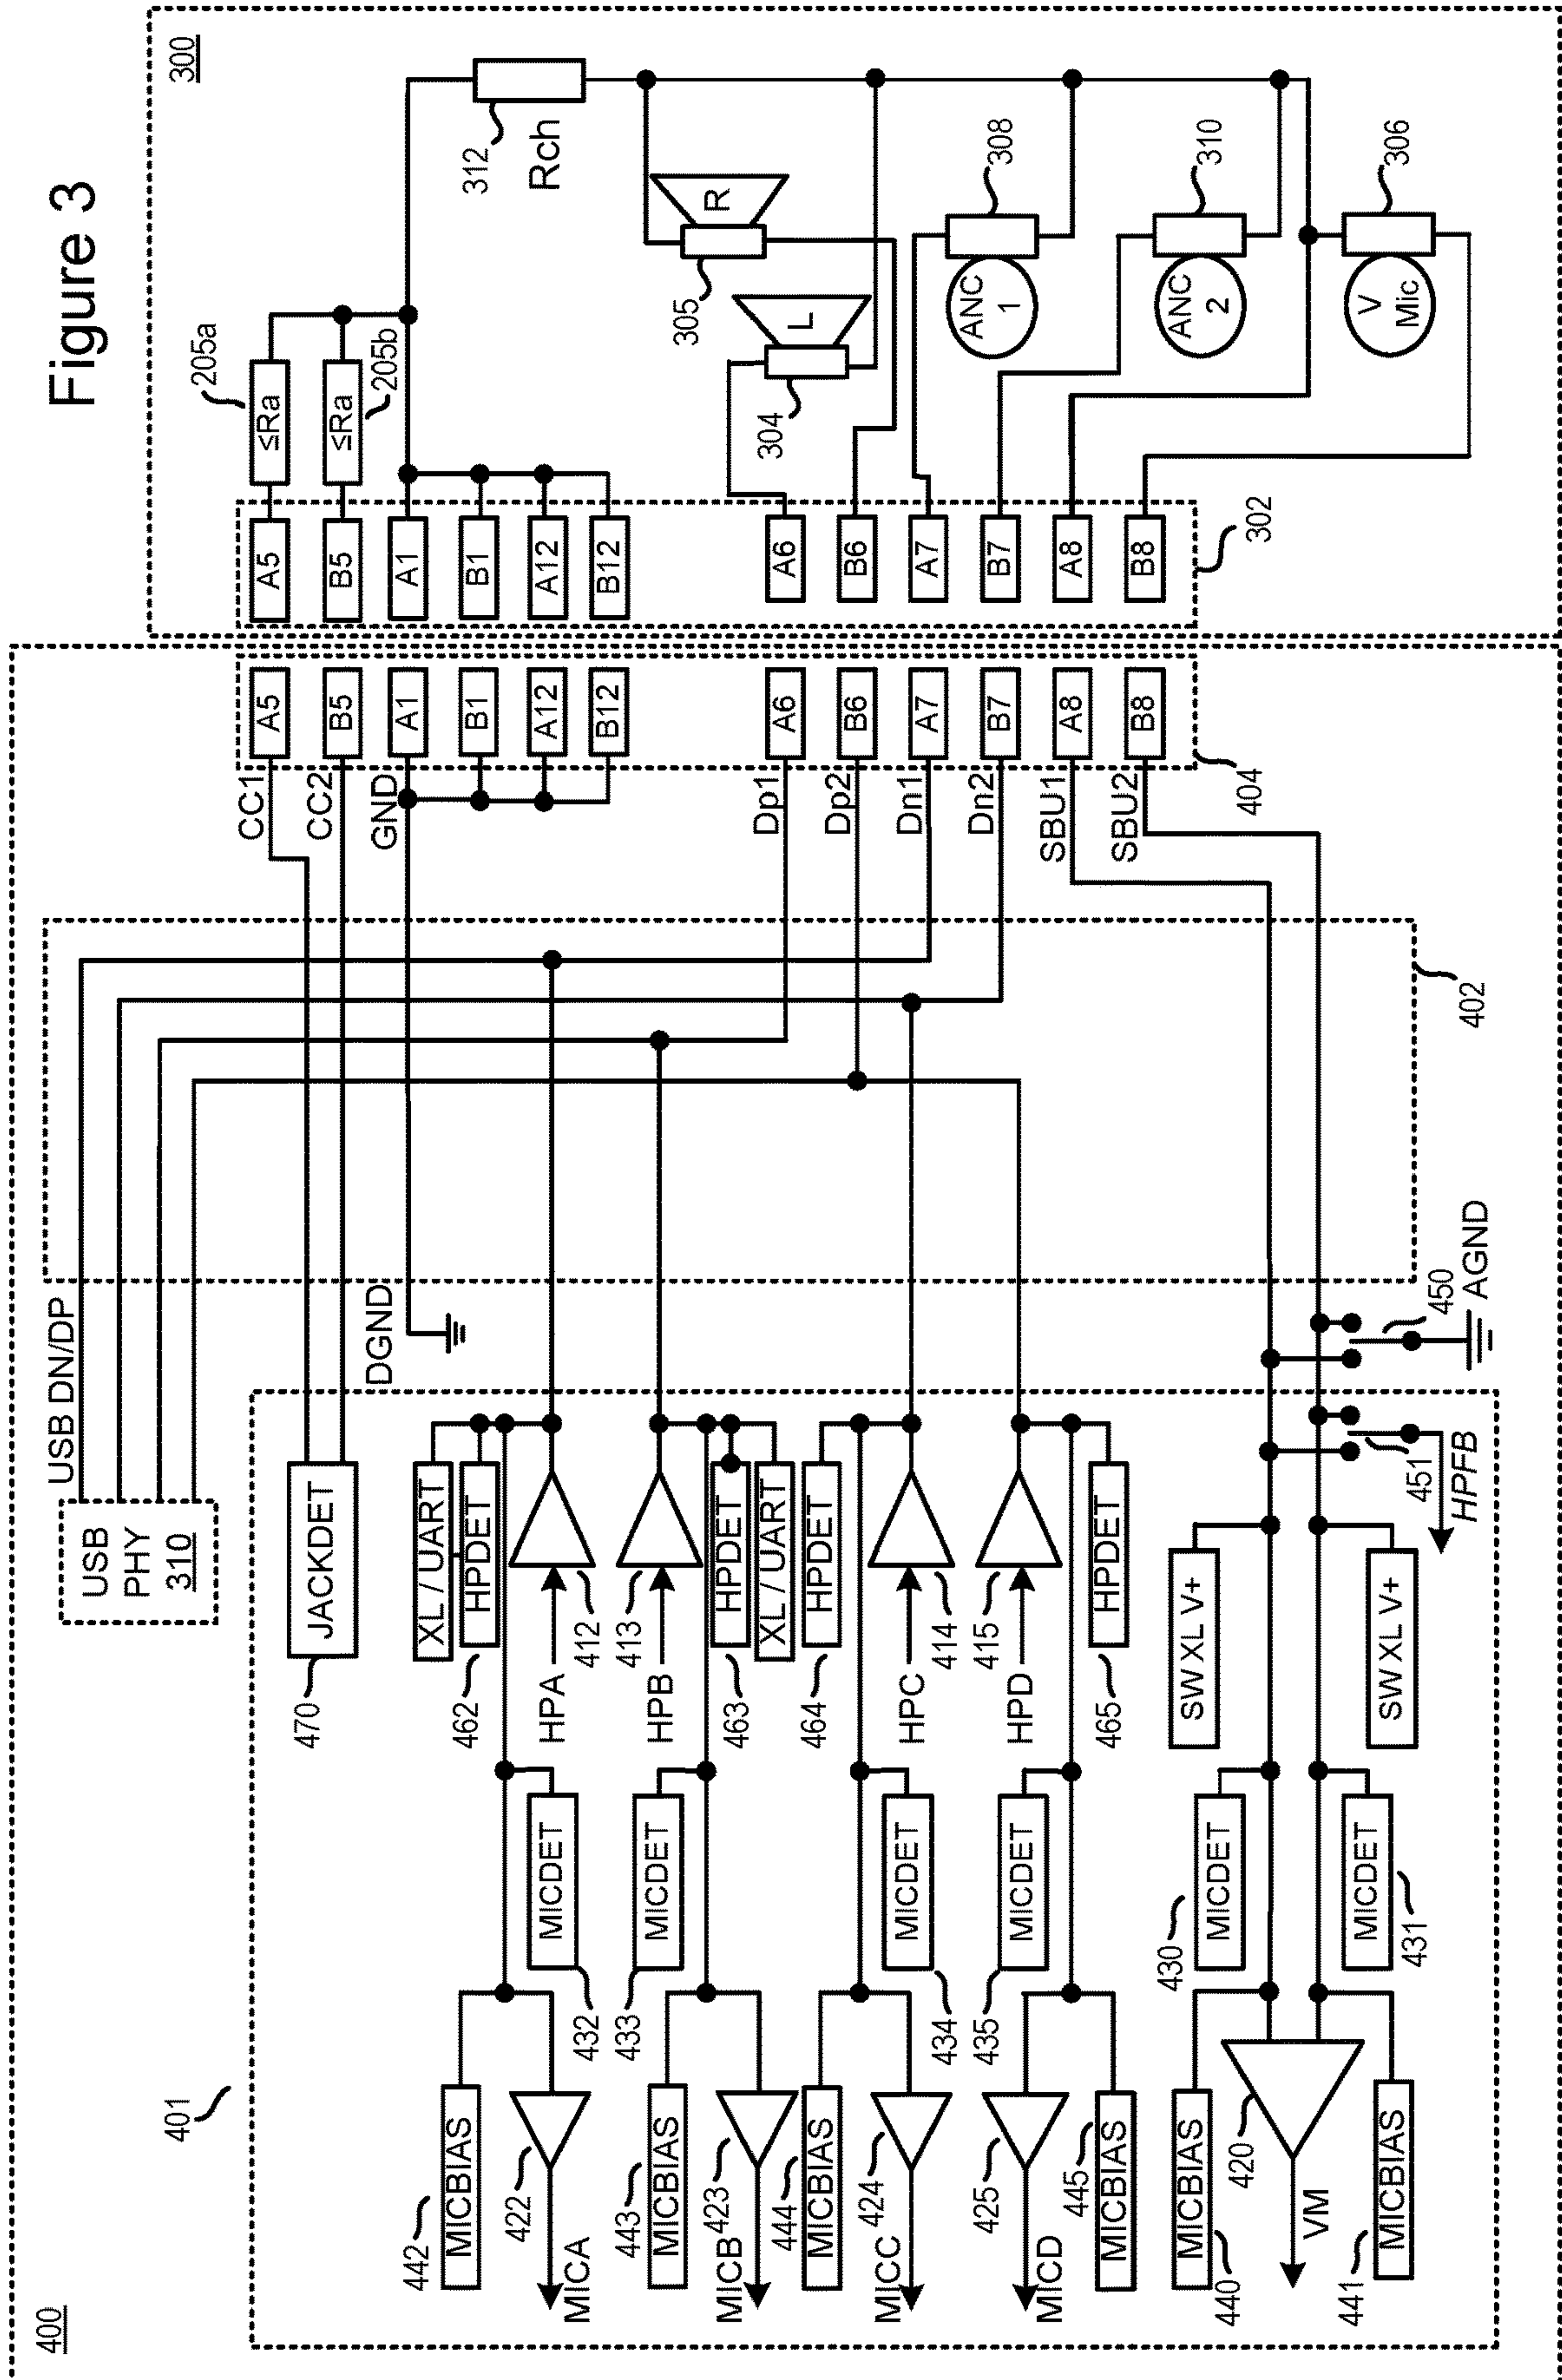 Figure 3
300
400
401
USB DN/DP
USB
PHY
310
JACKDET
470
DGND
CC1
CC2
GND
A5
B5
A1
B1
A12
B12
A5
B5
A1
B1
A12
B12
≤Ra
205a
≤Ra
205b
312
Rch
442
MICBIAS
422
MICA
MICDET
432
XL / UART
HPDET
462
HPA
412
443
MICBIAS
423
MICB
MICDET
433
HPB
413
HPDET
XL / UART
463
444
MICBIAS
424
MICC
MICDET
434
HPDET
464
HPC
414
425
MICD
445
MICBIAS
MICDET
435
HPD
415
HPDET
465
Dp1
Dp2
Dn1
Dn2
SBU1
SBU2
A6
B6
A7
B7
A8
B8
A6
B6
A7
B7
A8
B8
304
L
305
R
ANC
1
308
ANC
2
310
V
Mic
306
MICBIAS
440
VM
420
441
MICBIAS
430
MICDET
MICDET
431
SW XL V+
SW XL V+
451
HPFB
450
AGND
402
404
302